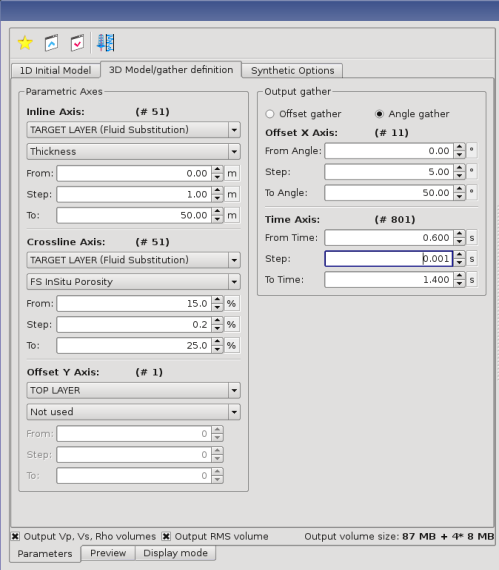 1D Initial Model 3D Model/gather definition Synthetic Options
Parametric Axes
Inline Axis: (# 51)
TARGET LAYER (Fluid Substitution)
Thickness
From: 0.00 m
Step: 1.00 m
To: 50.00 m
Crossline Axis: (# 51)
TARGET LAYER (Fluid Substitution)
FS InSitu Porosity
From: 15.0 %
Step: 0.2 %
To: 25.0 %
Offset Y Axis: (# 1)
TOP LAYER
Not used
From: 0
Step: 0
To: 0
Output gather
Offset gather Angle gather
Offset X Axis: (# 11)
From Angle: 0.00 °
Step: 5.00 °
To Angle: 50.00 °
Time Axis: (# 801)
From Time: 0.600 s
Step: 0.001 s
To Time: 1.400 s
Output Vp, Vs, Rho volumes Output RMS volume Output volume size: 87 MB + 4* 8 MB
Parameters Preview Display mode